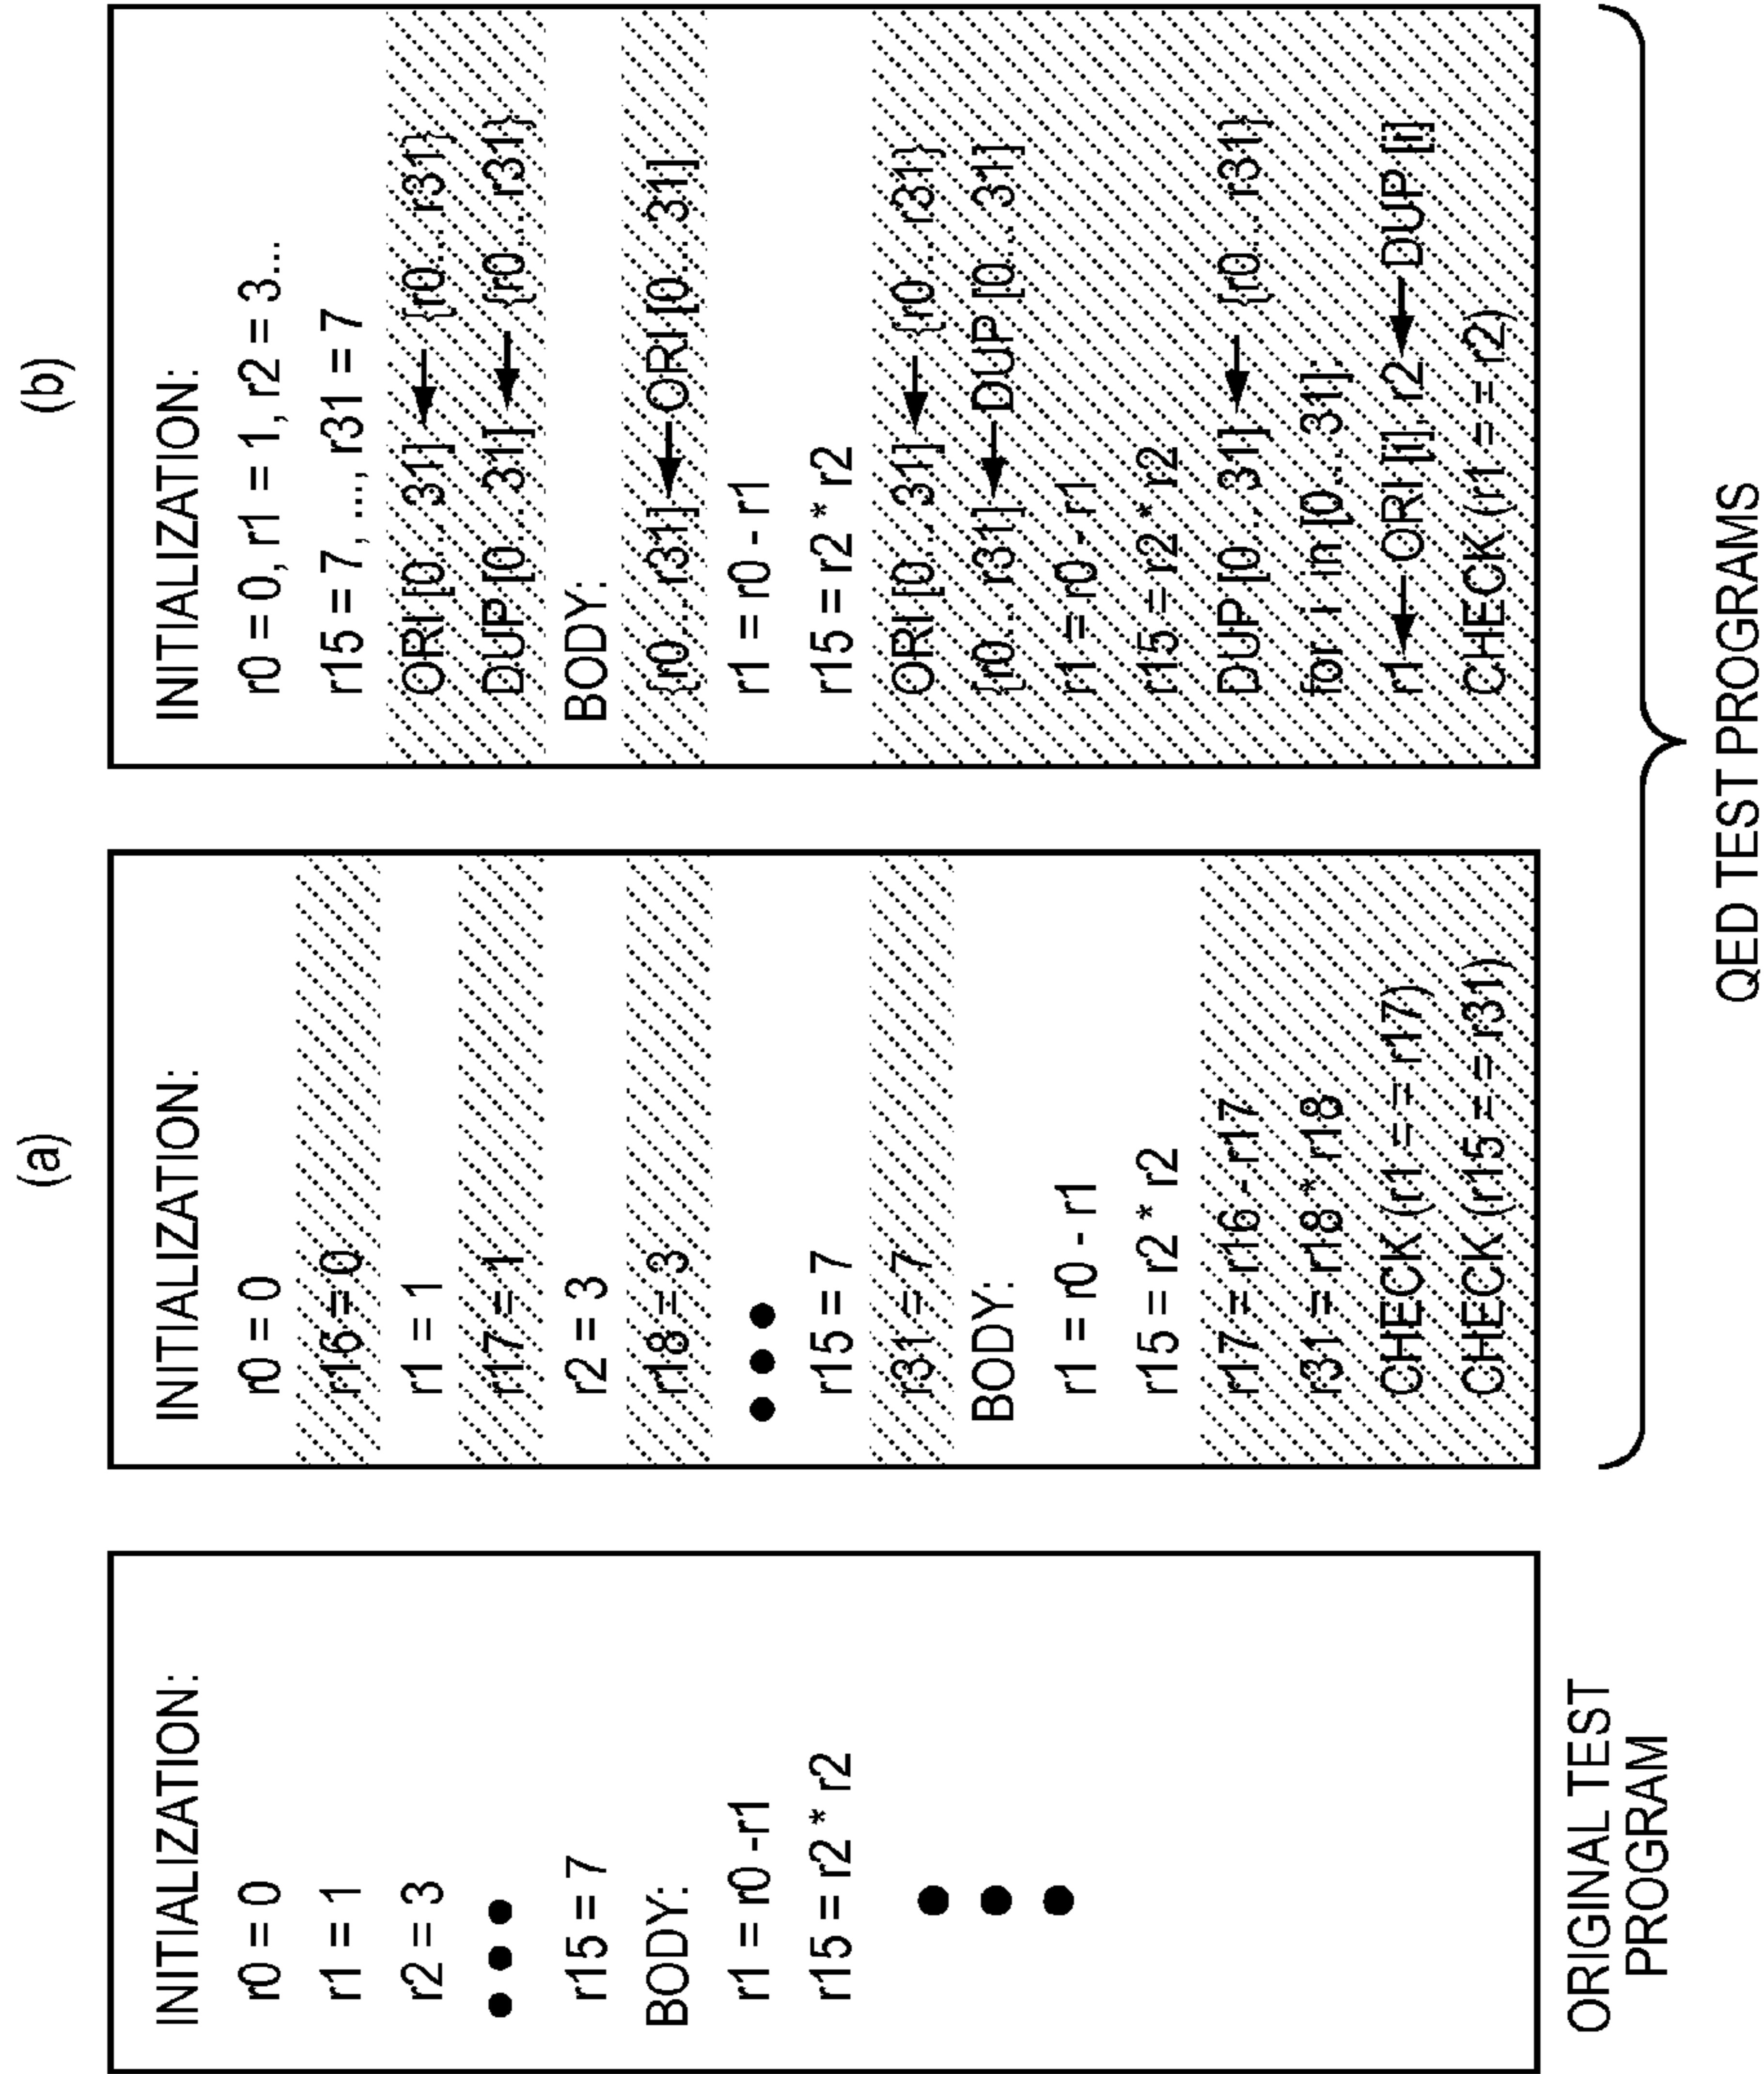 INITIALIZATION:
r0 = 0
r1 = 1
r2 = 3
● ● ●
r15 = 7
BODY:
r1 = r0 -r1
r15 = r2 * r2
●
●
●
ORIGINAL TEST
PROGRAM
(a)
INITIALIZATION:
r0 = 0
r16 = 0
r1 = 1
r17 = 1
r2 = 3
r18 = 3
● ● ●
r15 = 7
r31 = 7
BODY:
r1 = r0 - r1
r15 = r2 * r2
r17 = r16 - r17
r31 = r18 * r18
CHECK (r1 = = r17)
CHECK (r15 = = r31)
(b)
INITIALIZATION:
r0 = 0, r1 = 1, r2 = 3...
r15 = 7, ..., r31 = 7
ORI [0... 31] ← {r0... r31}
DUP [0... 31] ← {r0... r31}
BODY:
{r0... r31] ← ORI [0... 31]
r1 = r0 - r1
r15 = r2 * r2
ORI [0... 31] ← {r0... r31}
{r0... r31] ← DUP [0... 31]
r1 = r0 - r1
r15 = r2 * r2
DUP [0... 31] ← {r0... r31}
for i in [0... 31]:
r1 ← ORI [i], r2 ← DUP [i]
CHECK (r1 = = r2)
QED TEST PROGRAMS